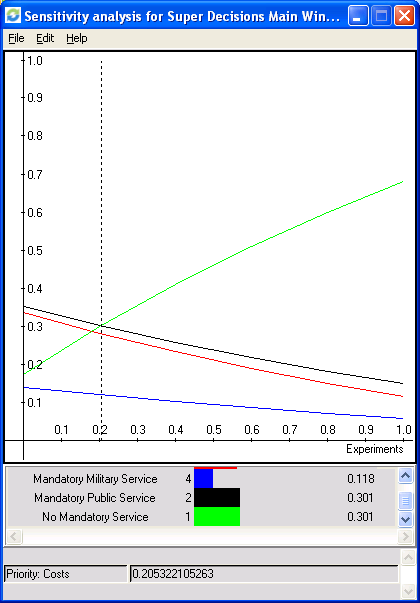 Sensitivity analysis for Super Decisions Main Win...
File Edit Help
1.0
0.9
0.8
0.7
0.6
0.5
0.4
0.3
0.2
0.1
0.1 0.2 0.3 0.4 0.5 0.6 0.7 0.8 0.9 1.0
Experiments
Mandatory Military Service 4 0.118
Mandatory Public Service 2 0.301
No Mandatory Service 1 0.301
Priority: Costs 0.205322105263